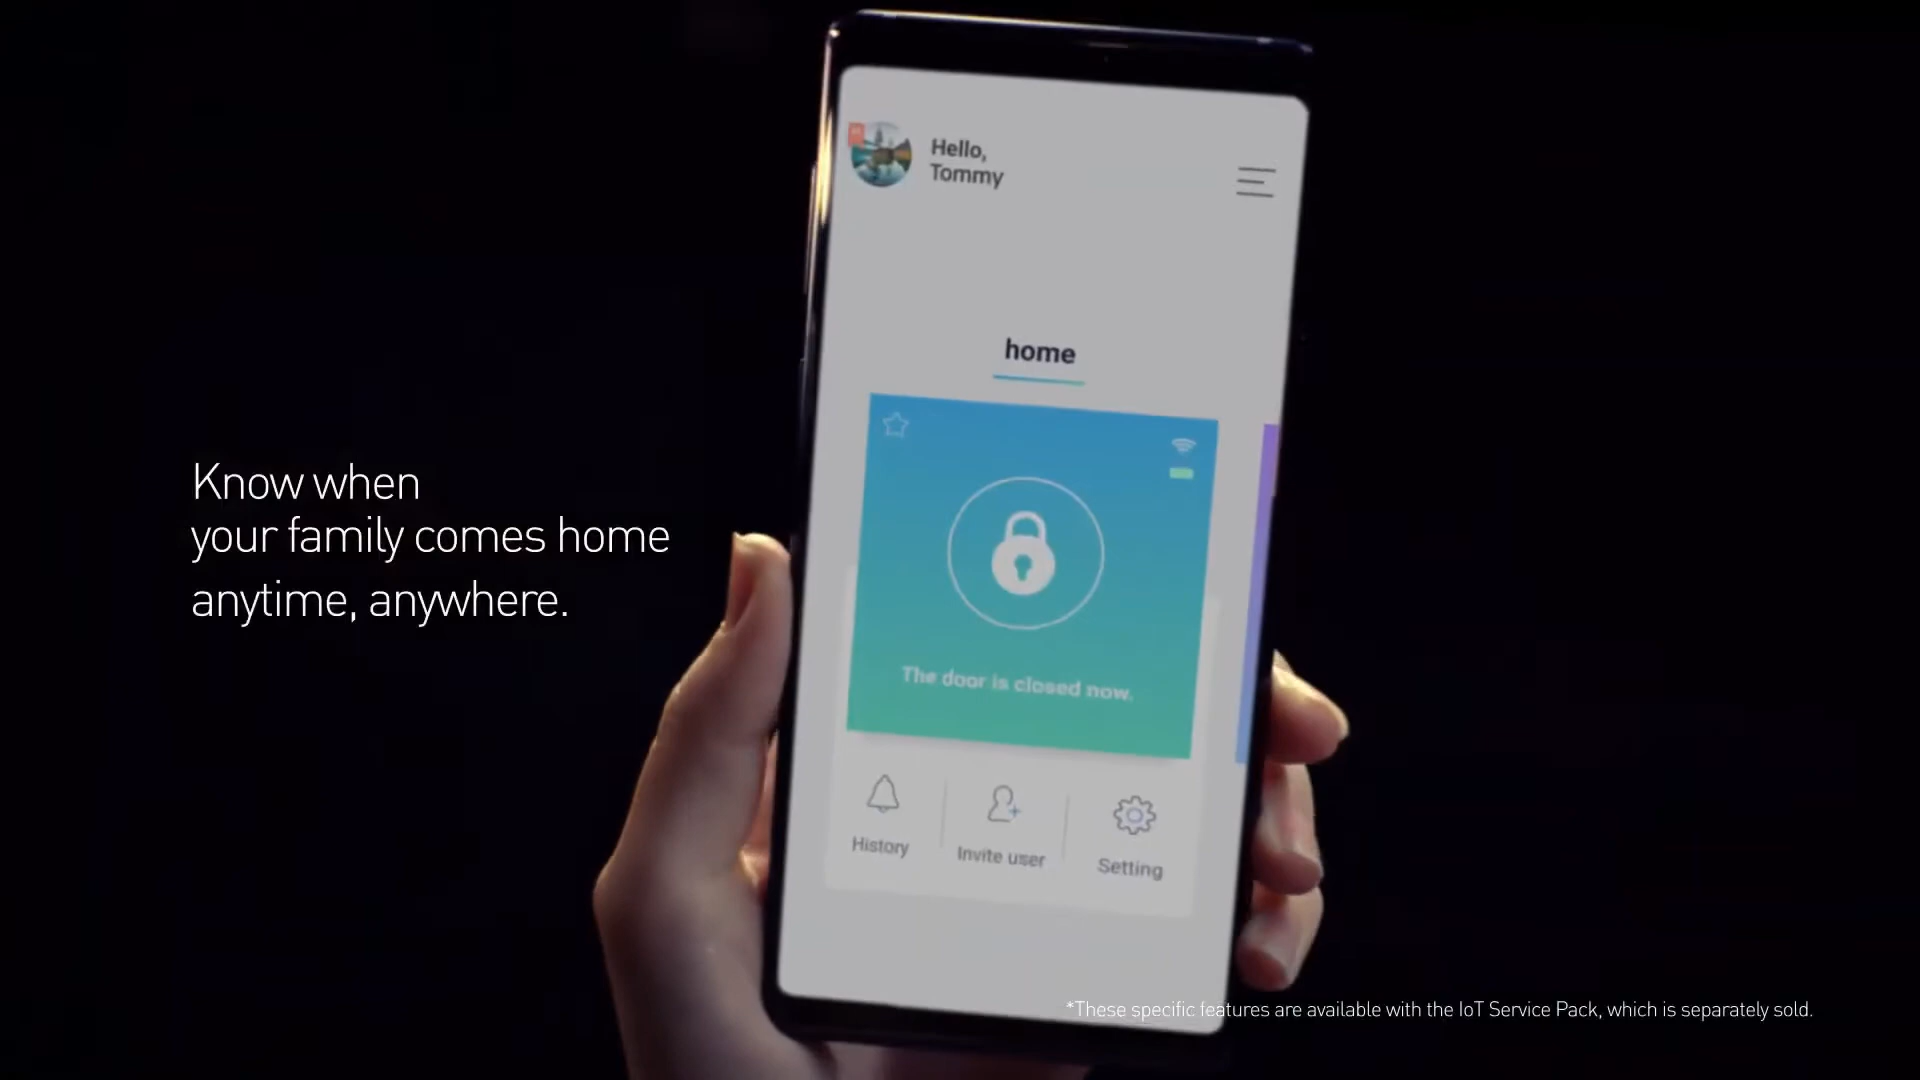 Know when
your family comes home
anytime, anywhere.
Hello,
Tommy
home
The door is closed now.
History
Invite user
Setting
*These specific features are available with the IoT Service Pack, which is separately sold.